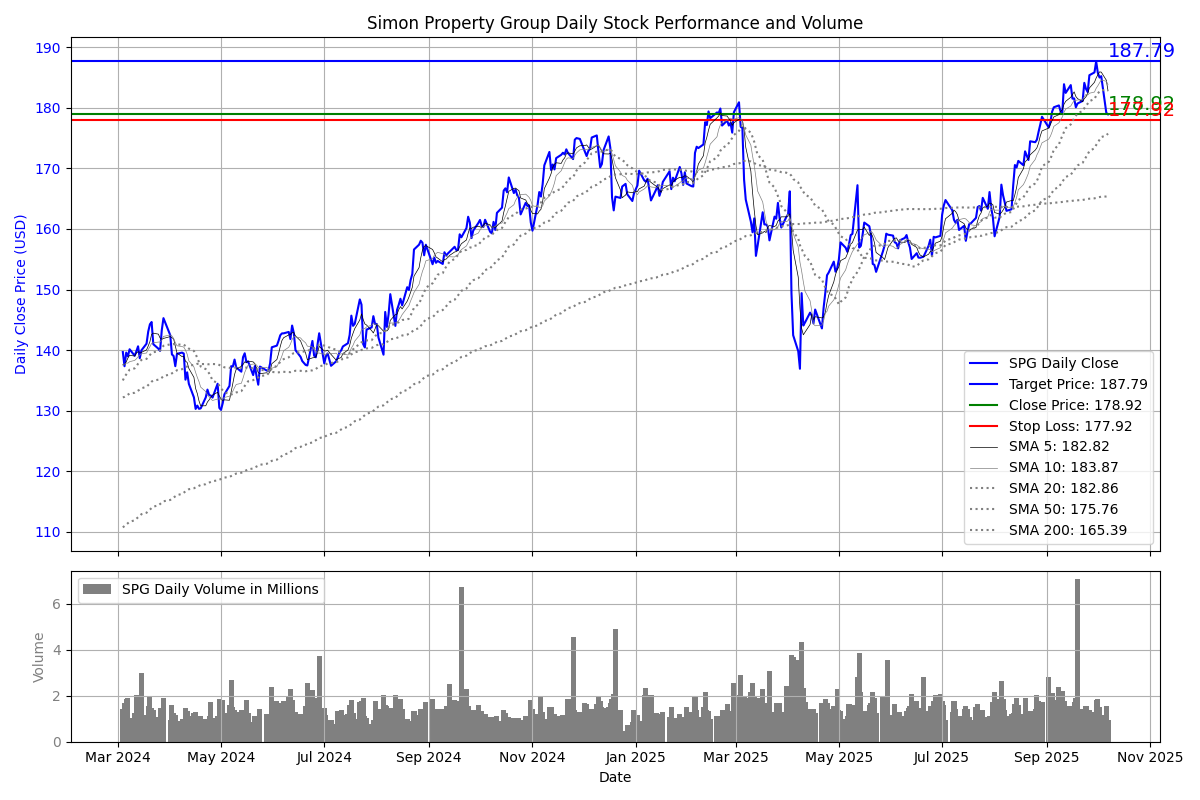 Simon Property Group Daily Stock Performance and Volume
190
180
170
160
150
140
130
120
110
Daily Close Price (USD)
187.79
178.92
177.92
SPG Daily Close
Target Price: 187.79
Close Price: 178.92
Stop Loss: 177.92
SMA 5: 182.82
SMA 10: 183.87
SMA 20: 182.86
SMA 50: 175.76
SMA 200: 165.39
SPG Daily Volume in Millions
6
4
2
0
Volume
Mar 2024 May 2024 Jul 2024 Sep 2024 Nov 2024 Jan 2025 Mar 2025 May 2025 Jul 2025 Sep 2025 Nov 2025
Date